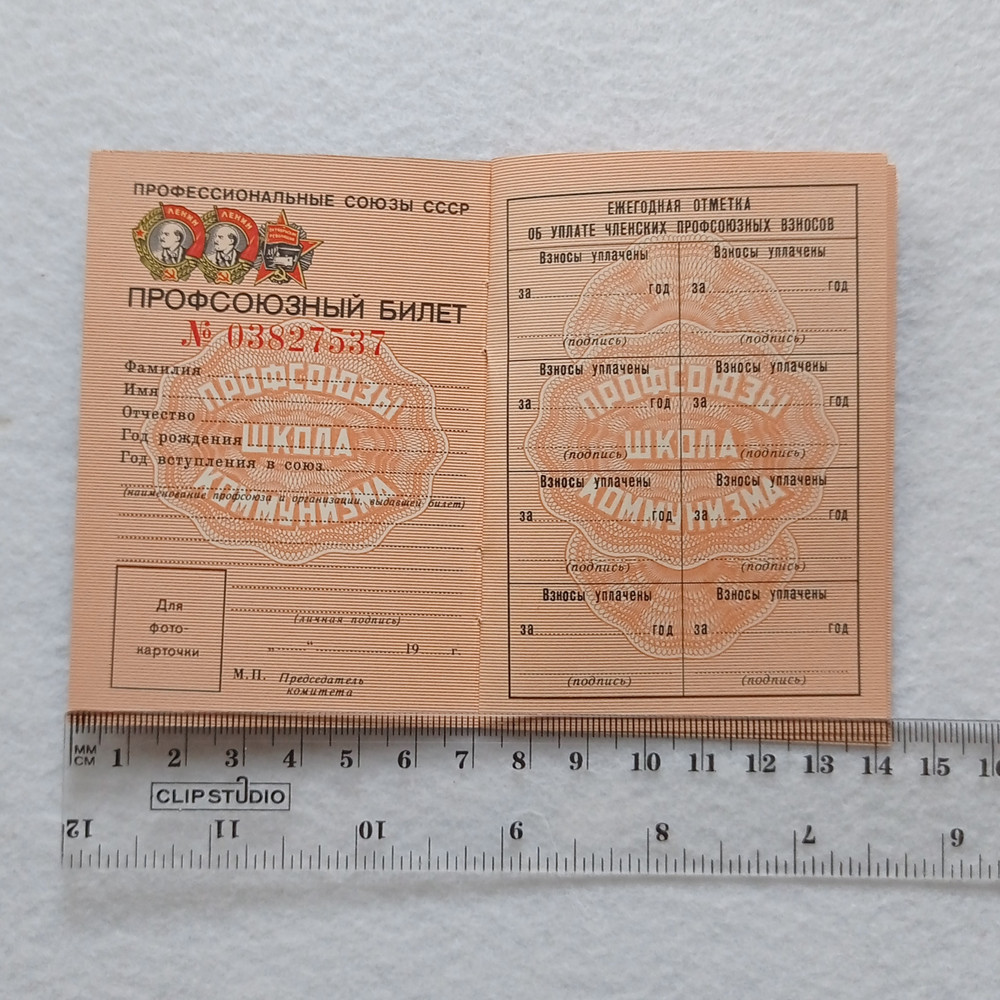 ПРОФЕССИОНАЛЬНЫЕ СОЮЗЫ СССР
ЛЕНИН ЛЕНИН
ПРОФСОЮЗНЫЙ БИЛЕТ
№ 03827537
Фамилия
Имя
Отчество
Год рождения
Год вступления в союз
(наименование профсоюза и организации, выдавшей билет)
ПРОФСОЮЗЫ
ШКОЛА
КОММУНИЗМА
Для
фото-
карточки
(личная подпись)
„ “ 19 г.
М.П. Председатель
комитета
ЕЖЕГОДНАЯ ОТМЕТКА
ОБ УПЛАТЕ ЧЛЕНСКИХ ПРОФСОЮЗНЫХ ВЗНОСОВ
Взносы уплачены Взносы уплачены
за год за год
(подпись) (подпись)
Взносы уплачены Взносы уплачены
за год за год
(подпись) (подпись)
Взносы уплачены Взносы уплачены
за год за год
(подпись) (подпись)
Взносы уплачены Взносы уплачены
за год за год
(подпись) (подпись)
ПРОФСОЮЗЫ
ШКОЛА
КОММУНИЗМА
MM
CM
1 2 3 4 5 6 7 8 9 10 11 12 13 14 15
CLIPSTUDIO
12 11 10 9 8 7 6